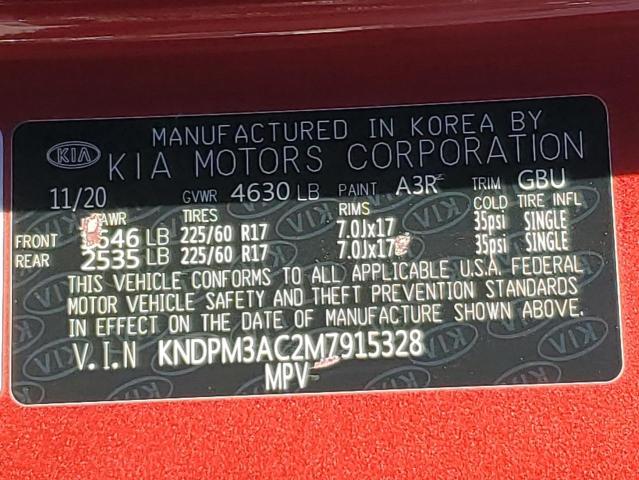 MANUFACTURED IN KOREA BY
KIA KIA MOTORS CORPORATION
11/20 GVWR 4630 LB PAINT A3R TRIM GBU
TIRES RIMS COLD TIRE INFL
FRONT LB 225/60 R17 7.0Jx17 35psi SINGLE
REAR 2535 LB 225/60 R17 7.0Jx17 35psi SINGLE
THIS VEHICLE CONFORMS TO ALL APPLICABLE U.S.A. FEDERAL
MOTOR VEHICLE SAFETY AND THEFT PREVENTION STANDARDS
IN EFFECT ON THE DATE OF MANUFACTURE SHOWN ABOVE.
V.I.N KNDPM3AC2M7915328
MPV